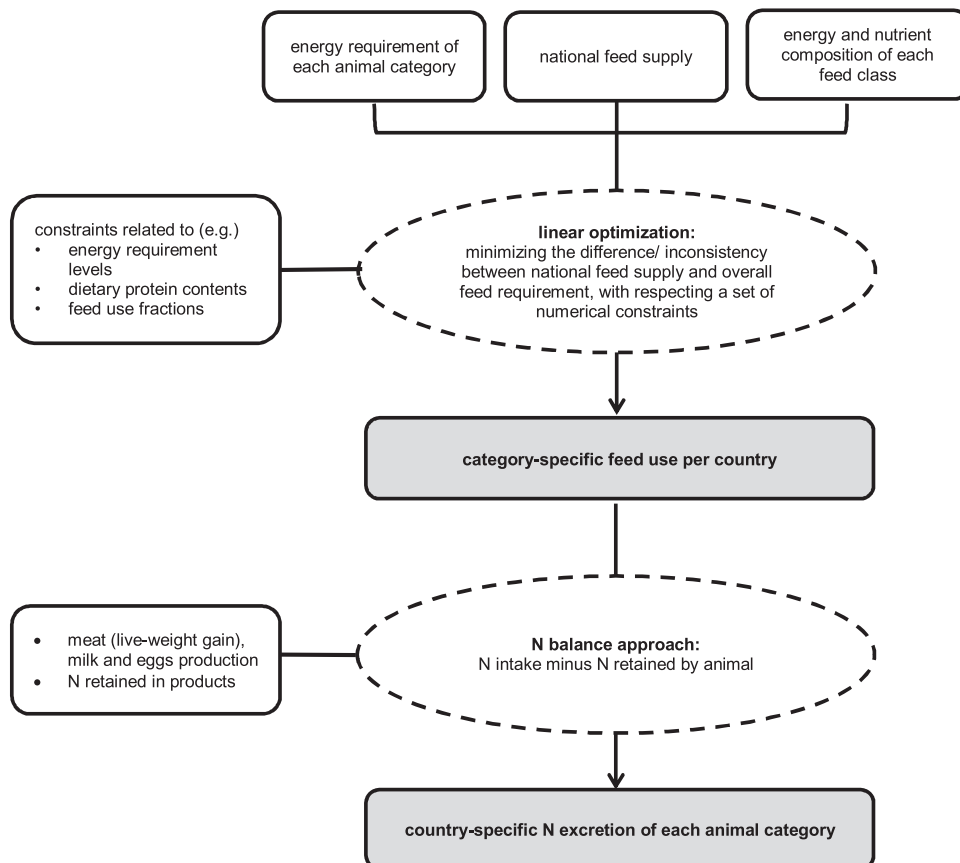 energy requirement of
each animal category
national feed supply
energy and nutrient
composition of each
feed class
constraints related to (e.g.)
• energy requirement
levels
• dietary protein contents
• feed use fractions
linear optimization:
minimizing the difference/ inconsistency
between national feed supply and overall
feed requirement, with respecting a set of
numerical constraints
category-specific feed use per country
• meat (live-weight gain),
milk and eggs production
• N retained in products
N balance approach:
N intake minus N retained by animal
country-specific N excretion of each animal category